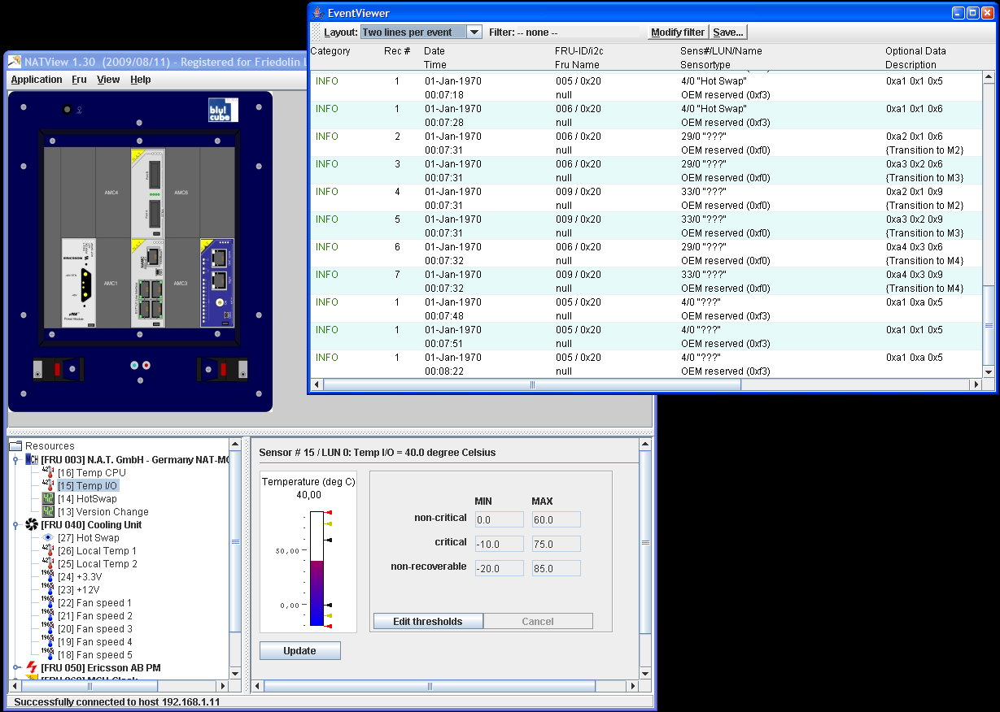 EventViewer
Layout: Two lines per event Filter: -- none -- Modify filter Save...
Category Rec # Date FRU-ID/i2c Sens#/LUN/Name Optional Data
Time Fru Name Sensortype Description
INFO 1 01-Jan-1970 005 / 0x20 4/0 "Hot Swap" 0xa1 0x1 0x5
00:07:18 null OEM reserved (0xf3)
INFO 1 01-Jan-1970 006 / 0x20 4/0 "Hot Swap" 0xa1 0x1 0x6
00:07:28 null OEM reserved (0xf3)
INFO 2 01-Jan-1970 006 / 0x20 29/0 "???" 0xa2 0x1 0x6
00:07:31 null OEM reserved (0xf0) {Transition to M2}
INFO 3 01-Jan-1970 006 / 0x20 29/0 "???" 0xa3 0x2 0x6
00:07:31 null OEM reserved (0xf0) {Transition to M3}
INFO 4 01-Jan-1970 009 / 0x20 33/0 "???" 0xa2 0x1 0x9
00:07:31 null OEM reserved (0xf0) {Transition to M2}
INFO 5 01-Jan-1970 009 / 0x20 33/0 "???" 0xa3 0x2 0x9
00:07:31 null OEM reserved (0xf0) {Transition to M3}
INFO 6 01-Jan-1970 006 / 0x20 29/0 "???" 0xa4 0x3 0x6
00:07:32 null OEM reserved (0xf0) {Transition to M4}
INFO 7 01-Jan-1970 009 / 0x20 33/0 "???" 0xa4 0x3 0x9
00:07:32 null OEM reserved (0xf0) {Transition to M4}
INFO 1 01-Jan-1970 005 / 0x20 4/0 "???" 0xa1 0xa 0x5
00:07:48 null OEM reserved (0xf3)
INFO 1 01-Jan-1970 005 / 0x20 4/0 "???" 0xa1 0x1 0x5
00:07:51 null OEM reserved (0xf3)
INFO 1 01-Jan-1970 005 / 0x20 4/0 "???" 0xa1 0xa 0x5
00:08:22 null OEM reserved (0xf3)
NATView 1.30 (2009/08/11) - Registered for Friedolin
Application Fru View Help
blu!
cube
AMC4
AMC6
ERICSSON
AMC1
NAMC
AMC3
Power Module
Resources
MCH [FRU 003] N.A.T. GmbH - Germany NAT-MC
[16] Temp CPU
[15] Temp I/O
[14] HotSwap
[13] Version Change
[FRU 040] Cooling Unit
[27] Hot Swap
[26] Local Temp 1
[25] Local Temp 2
[24] +3.3V
[23] +12V
[22] Fan speed 1
[21] Fan speed 2
[20] Fan speed 3
[19] Fan speed 4
[18] Fan speed 5
[FRU 050] Ericsson AB PM
[FRU 060] MCH-Clock
Sensor # 15 / LUN 0: Temp I/O = 40.0 degree Celsius
Temperature (deg C)
40,00
50,00
0,00
MIN MAX
non-critical 0.0 60.0
critical -10.0 75.0
non-recoverable -20.0 85.0
Edit thresholds Cancel
Update
Successfully connected to host 192.168.1.11